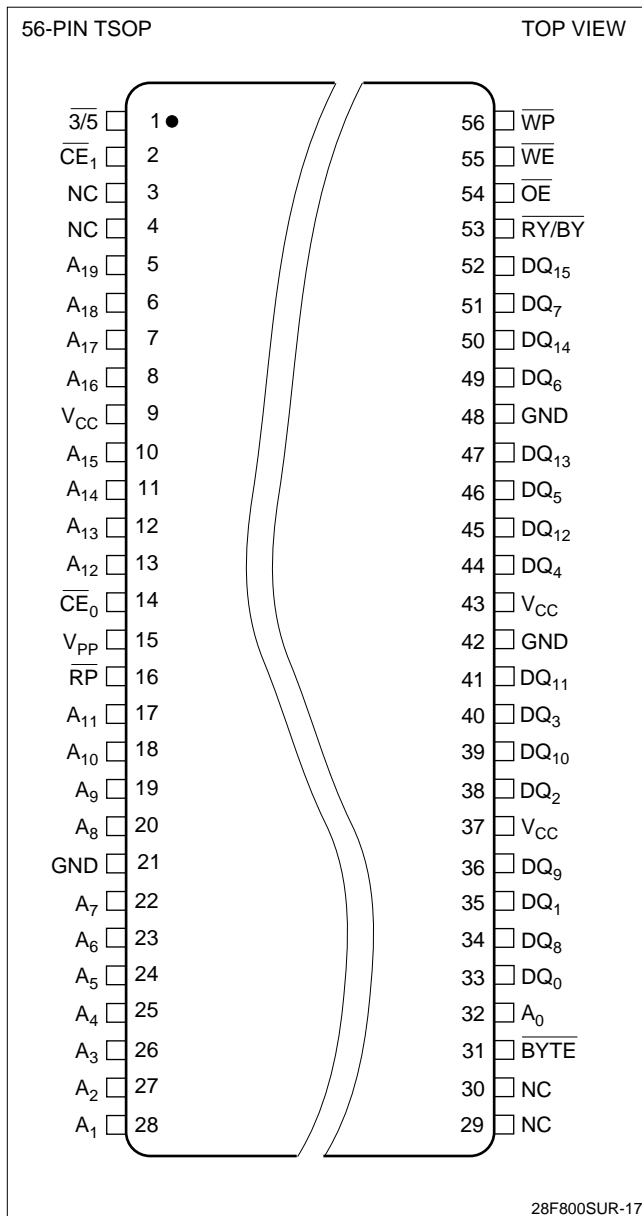 56-PIN TSOP TOP VIEW
3/5 1 56 WP
CE1 2 55 WE
NC 3 54 OE
NC 4 53 RY/BY
A19 5 52 DQ15
A18 6 51 DQ7
A17 7 50 DQ14
A16 8 49 DQ6
VCC 9 48 GND
A15 10 47 DQ13
A14 11 46 DQ5
A13 12 45 DQ12
A12 13 44 DQ4
CE0 14 43 VCC
VPP 15 42 GND
RP 16 41 DQ11
A11 17 40 DQ3
A10 18 39 DQ10
A9 19 38 DQ2
A8 20 37 VCC
GND 21 36 DQ9
A7 22 35 DQ1
A6 23 34 DQ8
A5 24 33 DQ0
A4 25 32 A0
A3 26 31 BYTE
A2 27 30 NC
A1 28 29 NC
28F800SUR-17